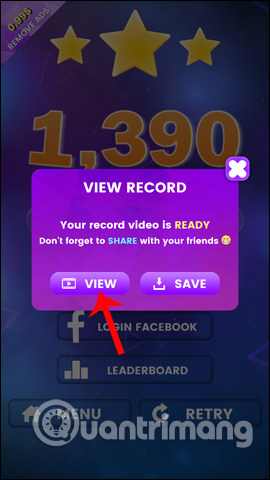 0,99$
REMOVE ADS
1,390
VIEW RECORD
Your record video is READY
Don't forget to SHARE with your friends 😁
VIEW SAVE
LOGIN FACEBOOK
LEADERBOARD
MENU RETRY
Quantrimang